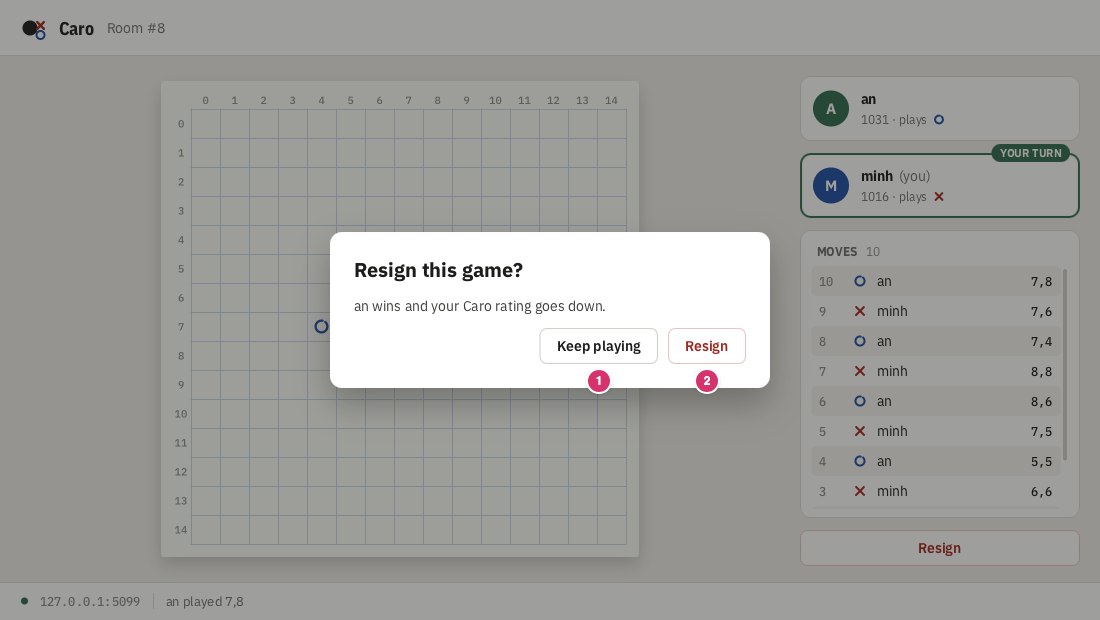 Caro Room #8
0 1 2 3 4 5 6 7 8 9 10 11 12 13 14
0
1
2
3
4
5
6
7
8
9
10
11
12
13
14
Resign this game?
an wins and your Caro rating goes down.
Keep playing Resign
1 2
A
an
1031 · plays
YOUR TURN
M
minh (you)
1016 · plays
MOVES 10
10 an 7,8
9 minh 7,6
8 an 7,4
7 minh 8,8
6 an 8,6
5 minh 7,5
4 an 5,5
3 minh 6,6
Resign
127.0.0.1:5099 an played 7,8